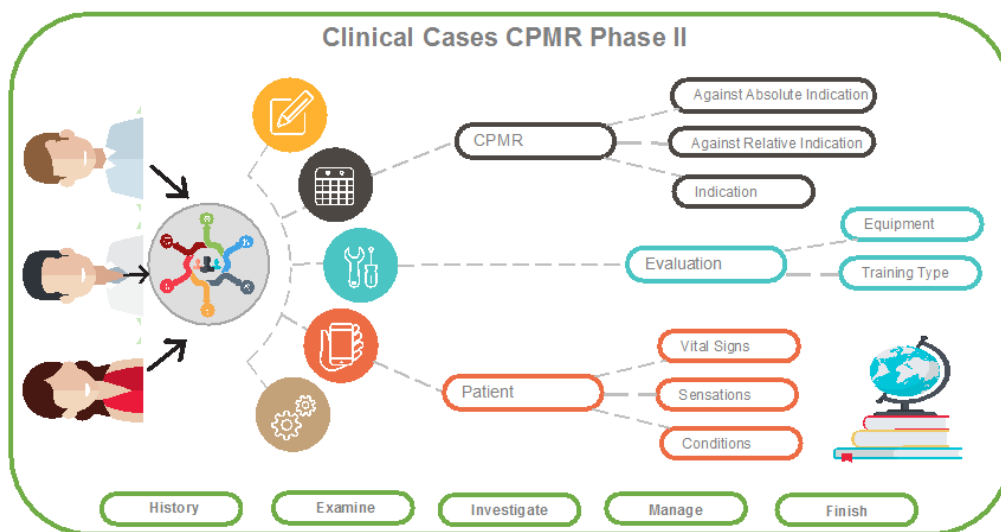 Clinical Cases CPMR Phase II
Against Absolute Indication
CPMR
Against Relative Indication
Indication
Equipment
Evaluation
Training Type
Vital Signs
Patient
Sensations
Conditions
History
Examine
Investigate
Manage
Finish